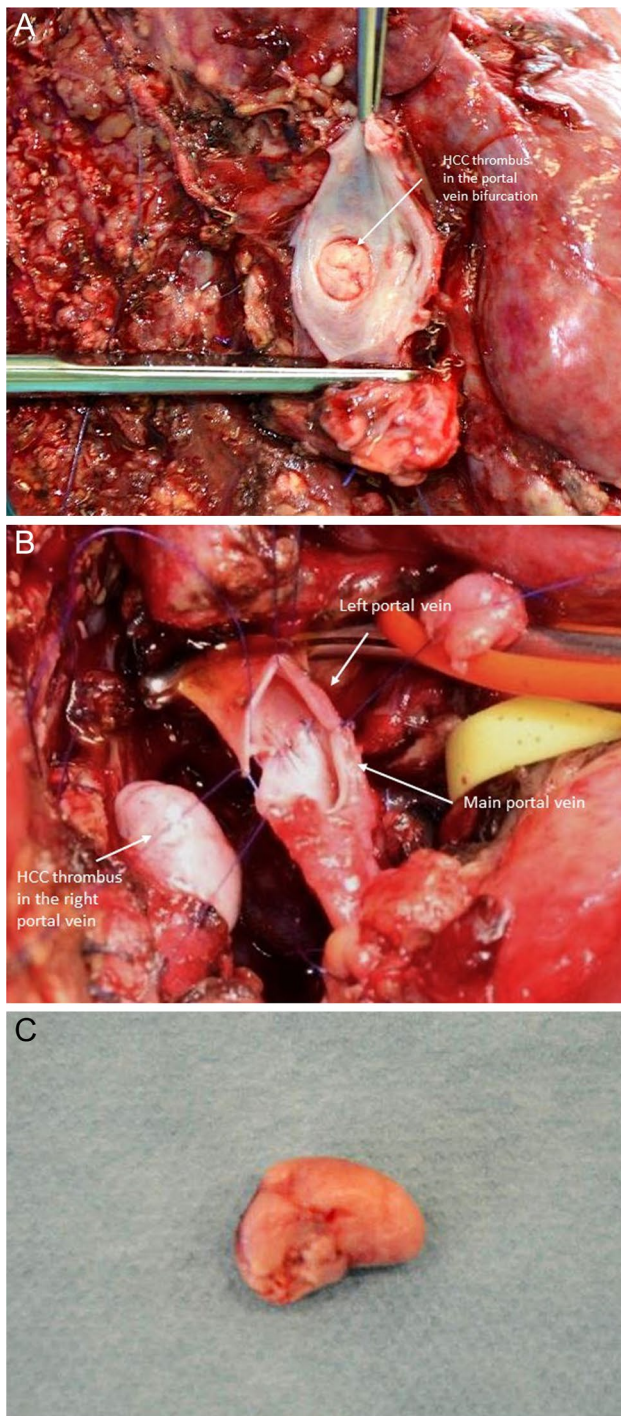 A
HCC thrombus
in the portal
vein bifurcation
B
Left portal vein
Main portal vein
HCC thrombus
in the right
portal vein
C